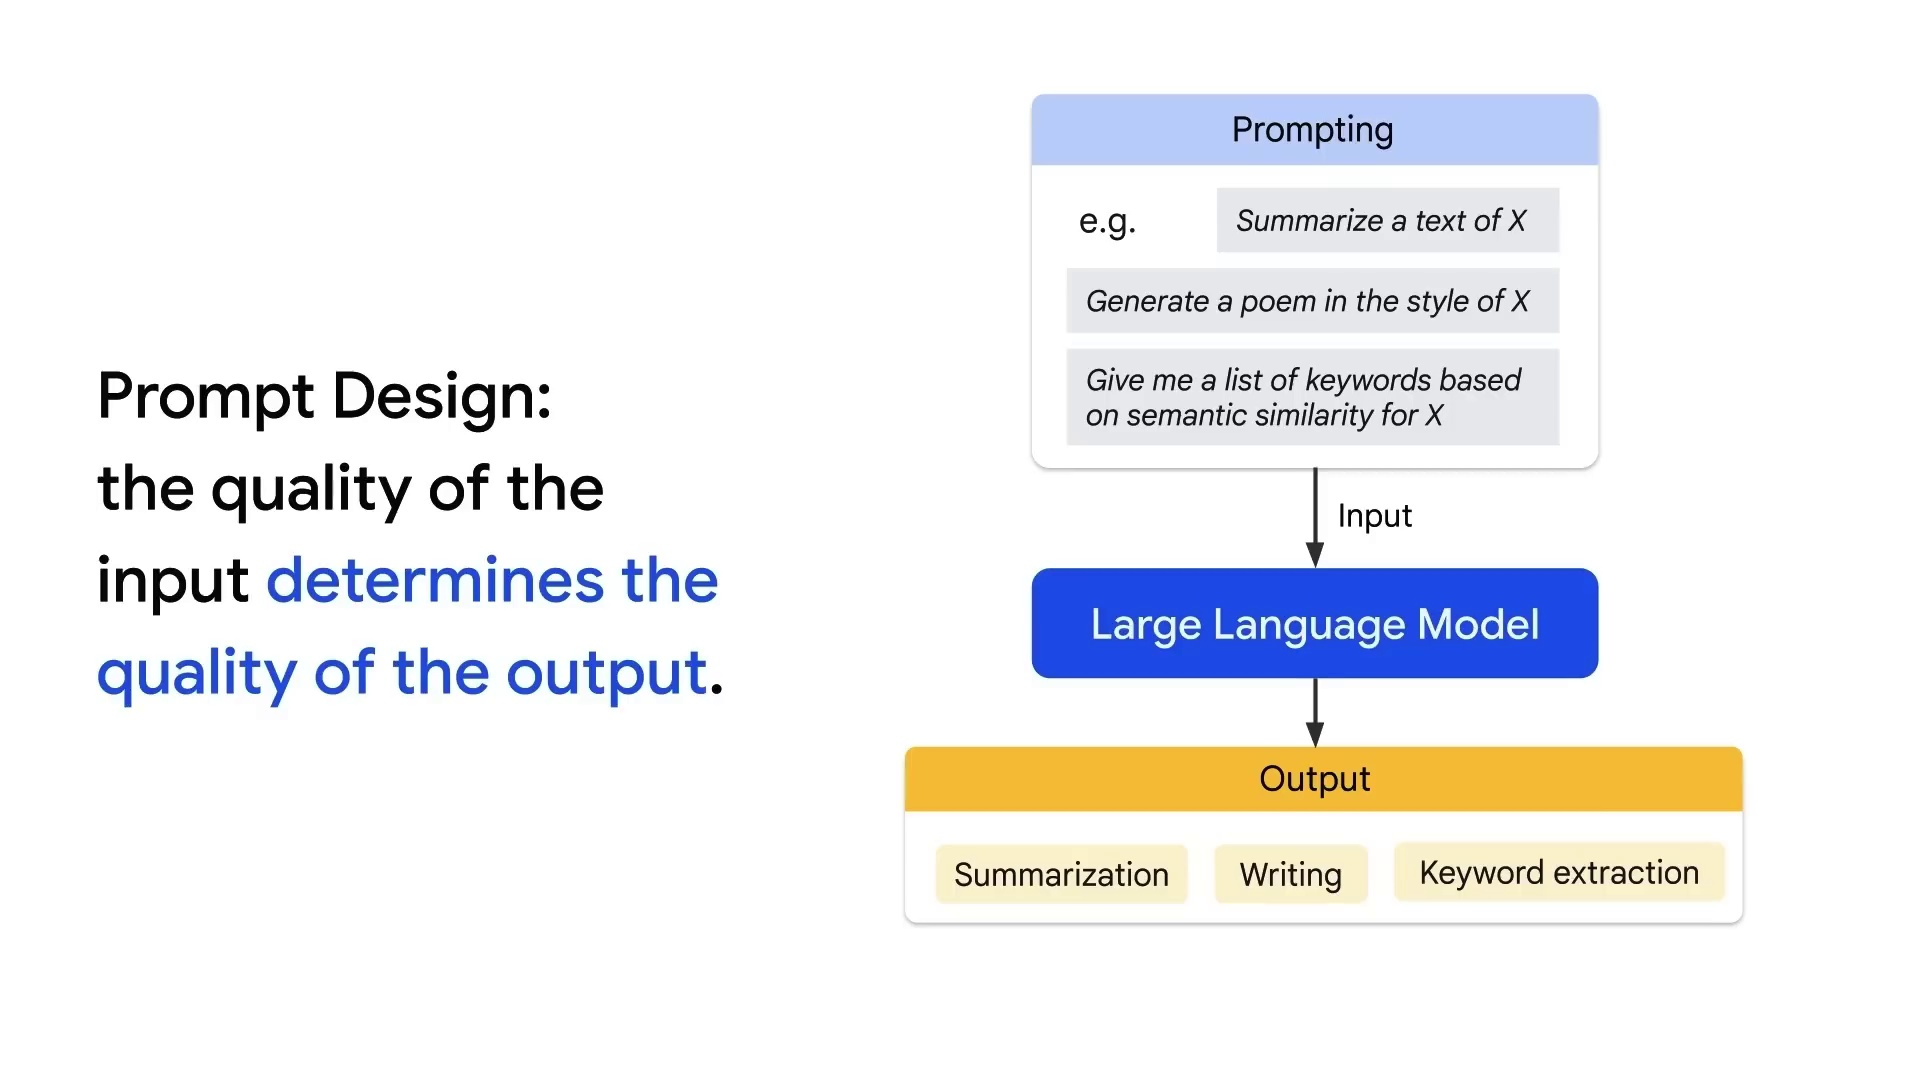 Prompt Design:
the quality of the
input determines the
quality of the output.
Prompting
e.g.
Summarize a text of X
Generate a poem in the style of X
Give me a list of keywords based
on semantic similarity for X
Input
Large Language Model
Output
Summarization
Writing
Keyword extraction